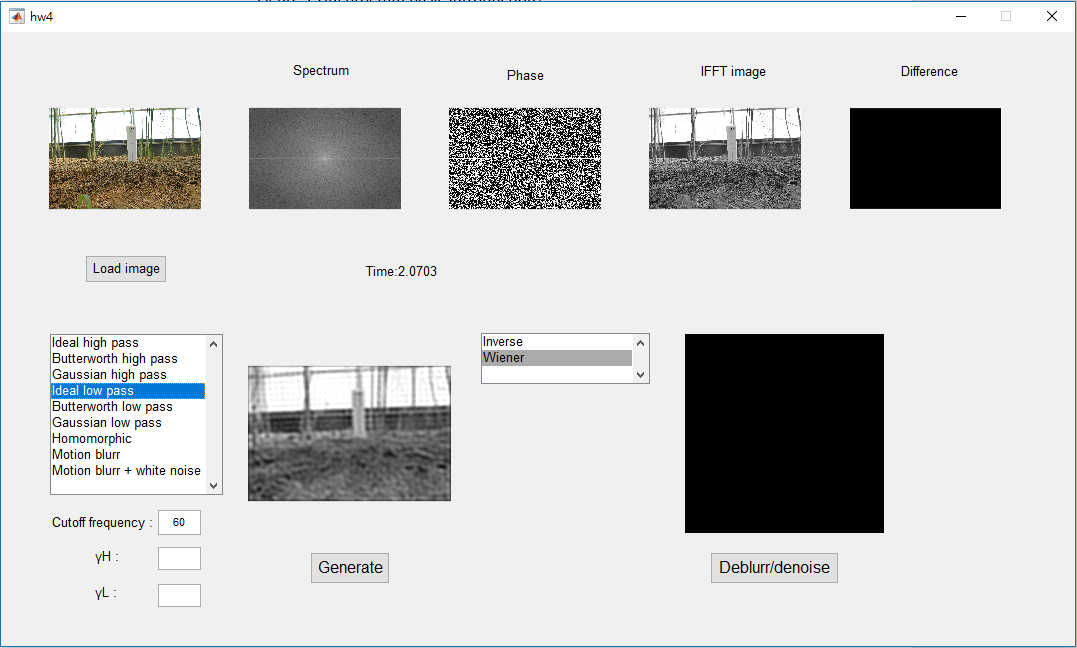 hw4
Spectrum
Phase
IFFT image
Difference
Load image
Time:2.0703
Ideal high pass
Butterworth high pass
Gaussian high pass
Ideal low pass
Butterworth low pass
Gaussian low pass
Homomorphic
Motion blurr
Motion blurr + white noise
Inverse
Wiener
Cutoff frequency :
60
γH :
γL :
Generate
Deblurr/denoise